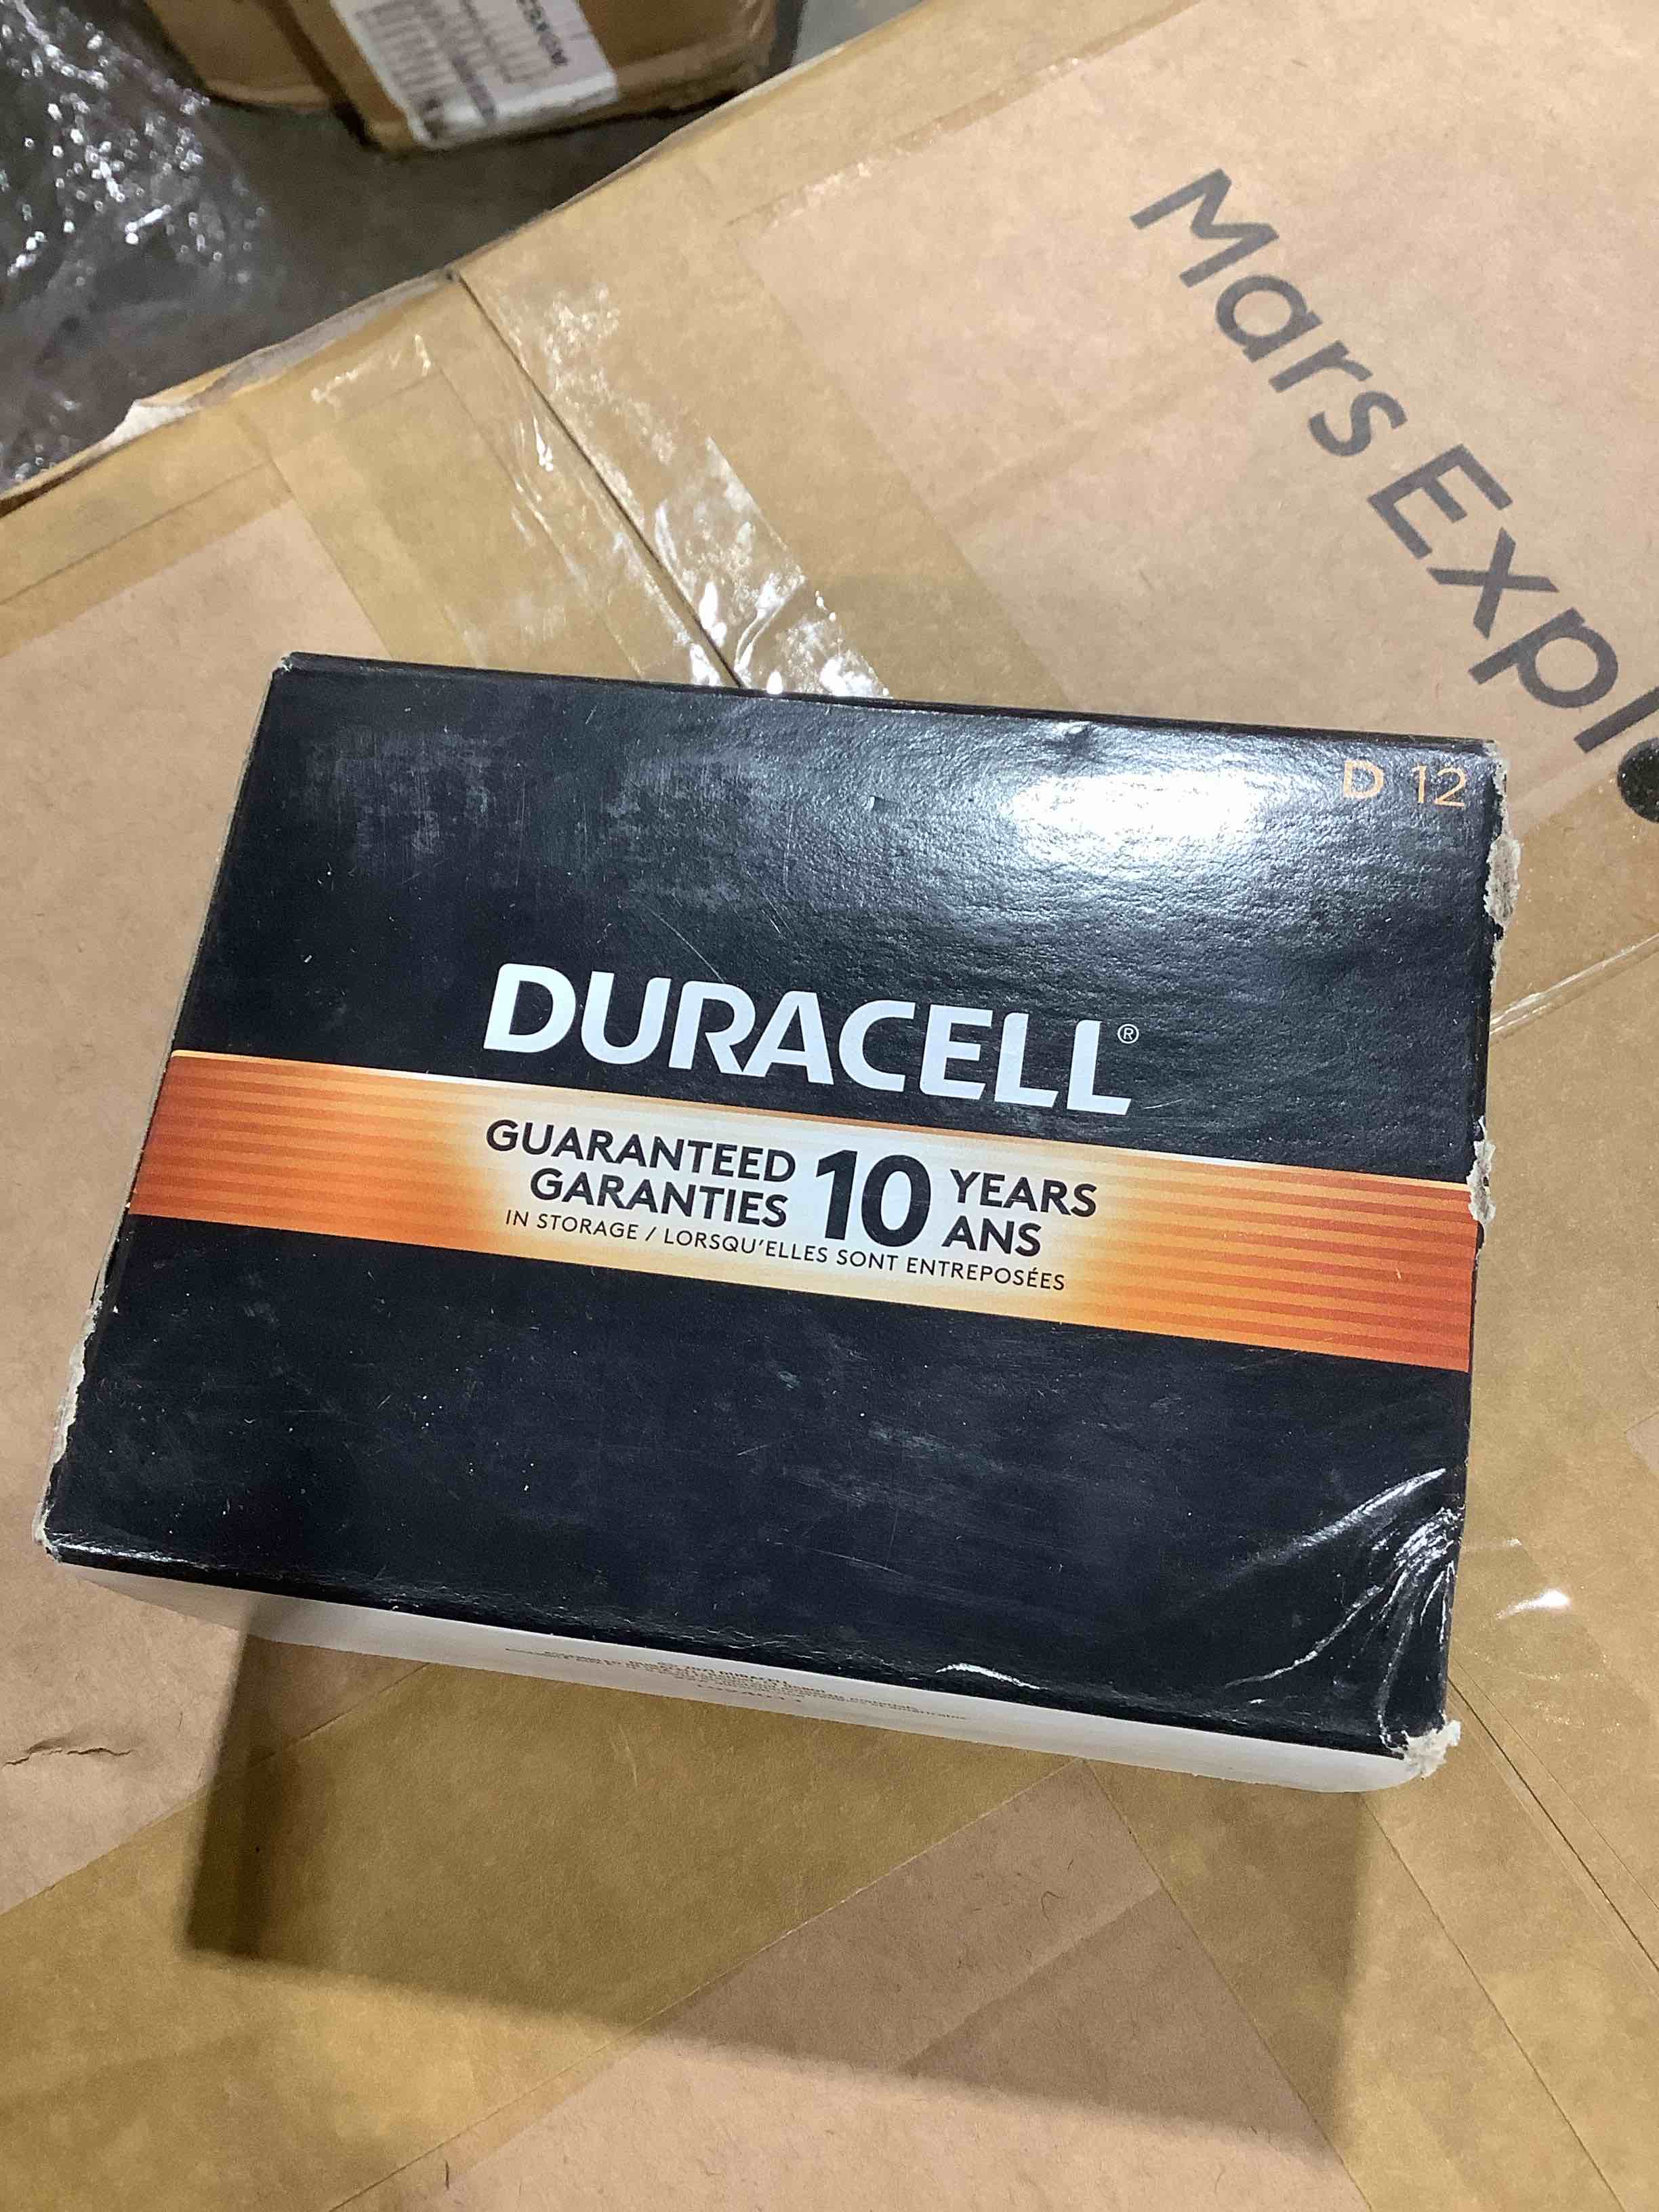 Mars Expl
D 12
DURACELL®
GUARANTEED 10 YEARS
GARANTIES ANS
IN STORAGE / LORSQU'ELLES SONT ENTREPOSÉES